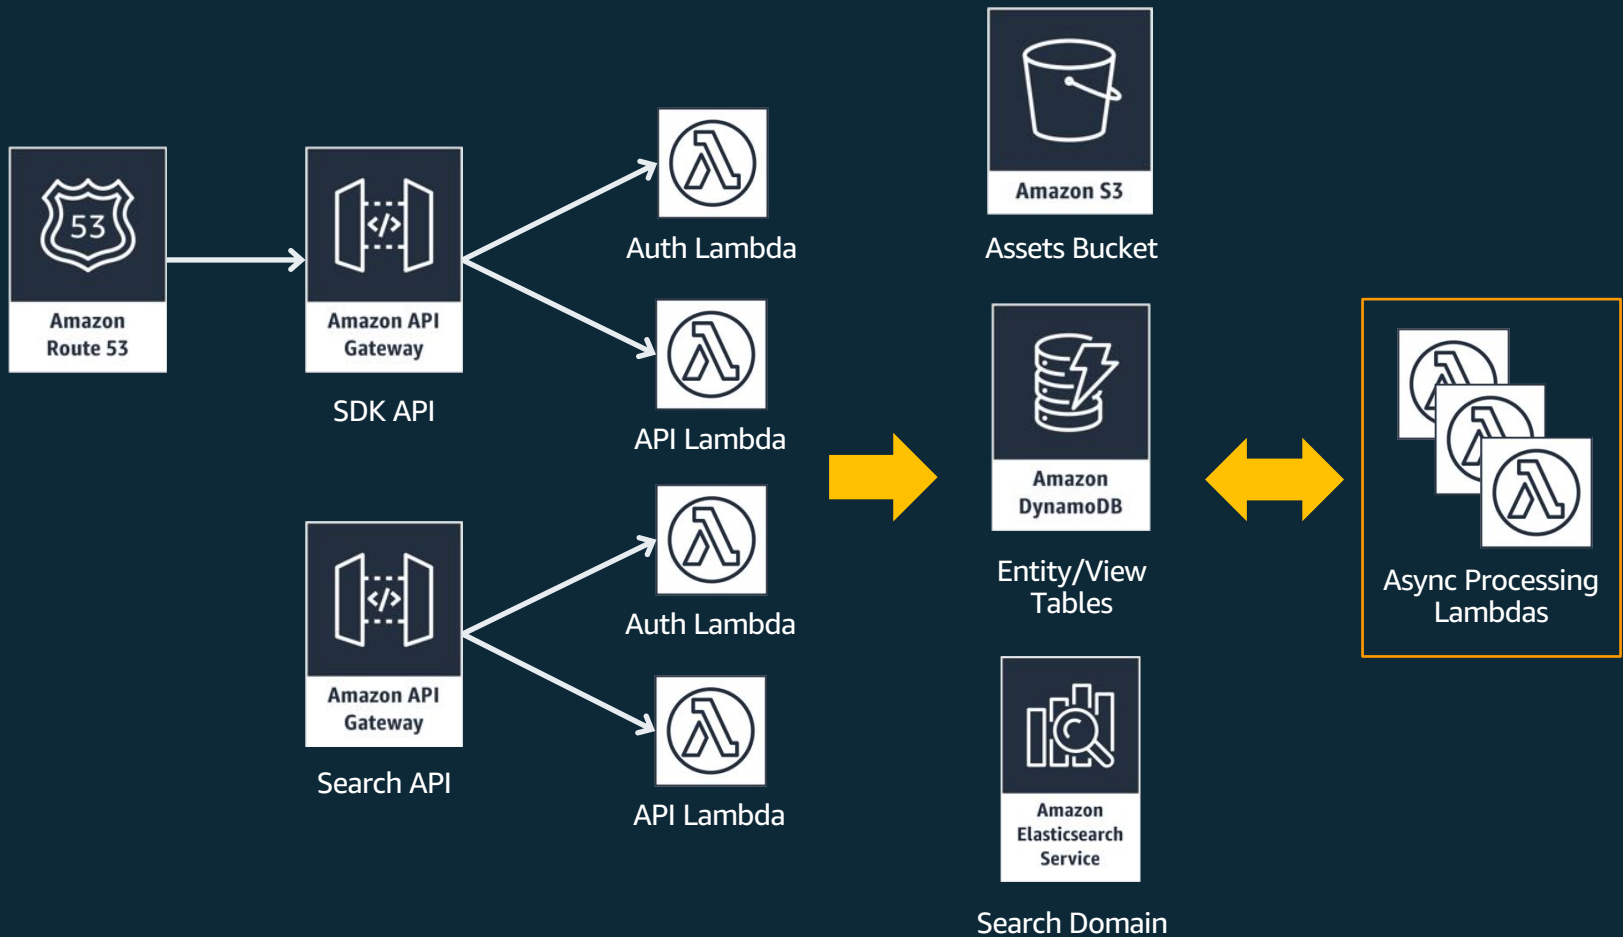 53
Amazon
Route 53
</>
Amazon API
Gateway
SDK API
Auth Lambda
API Lambda
</>
Amazon API
Gateway
Search API
Auth Lambda
API Lambda
Amazon S3
Assets Bucket
Amazon
DynamoDB
Entity/View
Tables
Amazon
Elasticsearch
Service
Search Domain
Async Processing
Lambdas